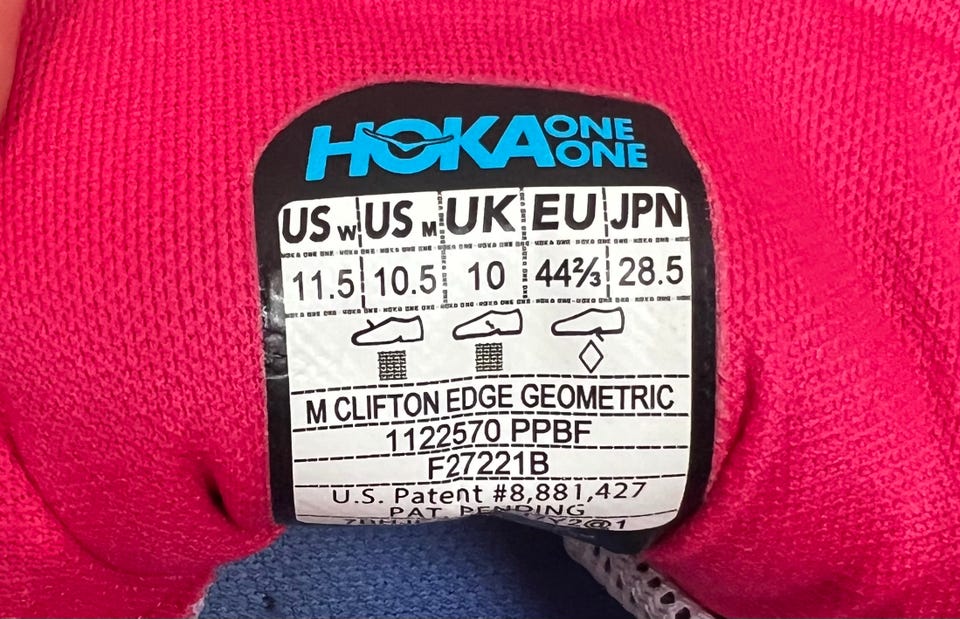 HOKA ONE ONE
US W US M UK EU JPN
11.5 10.5 10 44⅔ 28.5
M CLIFTON EDGE GEOMETRIC
1122570 PPBF
F27221B
U.S. Patent #8,881,427
PAT. PENDING